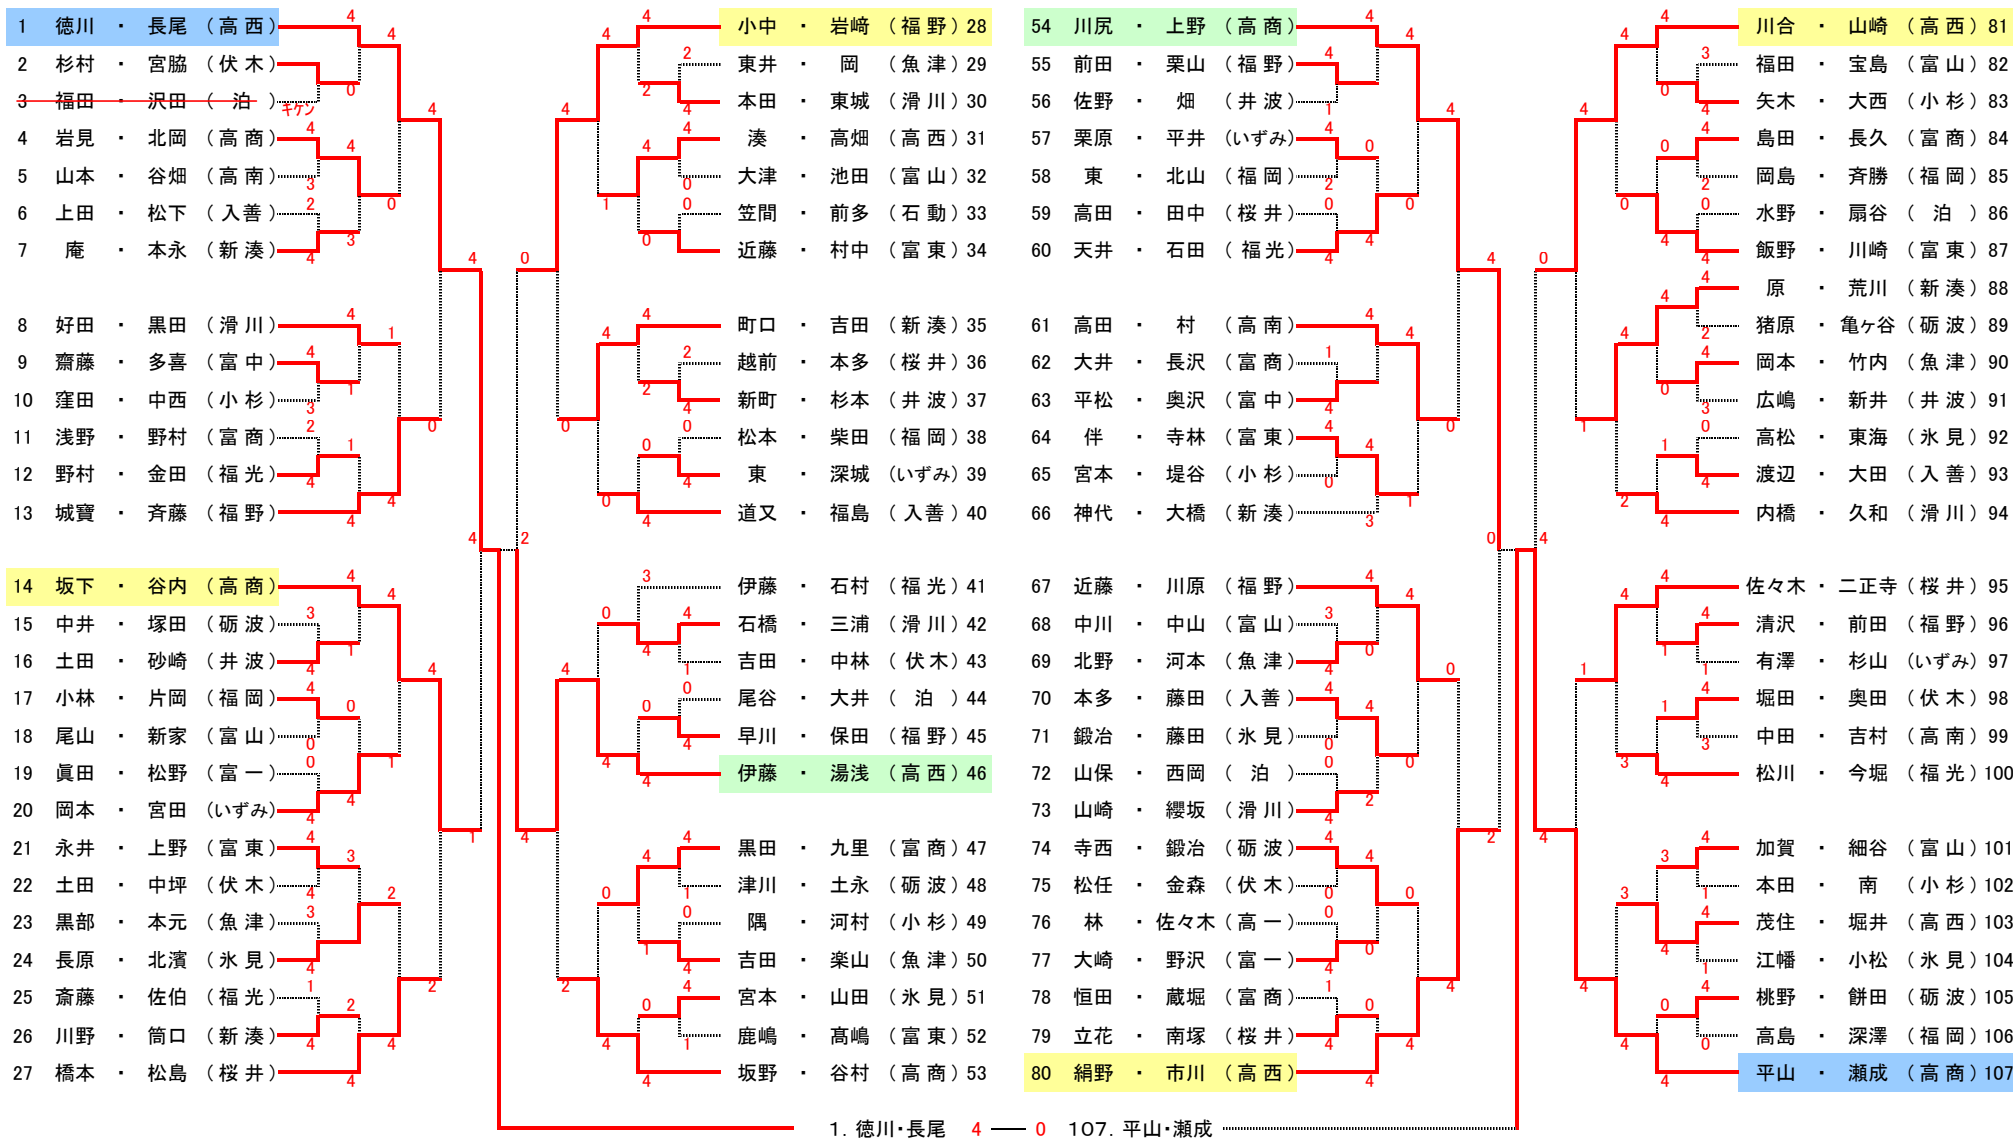 1 徳川 ・ 長尾 （高西）
2 杉村 ・ 宮脇 （伏木）
3 福田 ・ 沢田 （ 泊 ）
キケン
4 岩見 ・ 北岡 （高商）
5 山本 ・ 谷畑 （高南）
6 上田 ・ 松下 （入善）
7 庵 ・ 本永 （新湊）
8 好田 ・ 黒田 （滑川）
9 齋藤 ・ 多喜 （富中）
10 窪田 ・ 中西 （小杉）
11 浅野 ・ 野村 （富商）
12 野村 ・ 金田 （福光）
13 城寶 ・ 斉藤 （福野）
14 坂下 ・ 谷内 （高商）
15 中井 ・ 塚田 （砺波）
16 土田 ・ 砂崎 （井波）
17 小林 ・ 片岡 （福岡）
18 尾山 ・ 新家 （富山）
19 眞田 ・ 松野 （富一）
20 岡本 ・ 宮田 （いずみ）
21 永井 ・ 上野 （富東）
22 土田 ・ 中坪 （伏木）
23 黒部 ・ 本元 （魚津）
24 長原 ・ 北濱 （氷見）
25 斎藤 ・ 佐伯 （福光）
26 川野 ・ 筒口 （新湊）
27 橋本 ・ 松島 （桜井）
小中 ・ 岩﨑 （福野） 28
東井 ・ 岡 （魚津） 29
本田 ・ 東城 （滑川） 30
湊 ・ 高畑 （高西） 31
大津 ・ 池田 （富山） 32
笠間 ・ 前多 （石動） 33
近藤 ・ 村中 （富東） 34
町口 ・ 吉田 （新湊） 35
越前 ・ 本多 （桜井） 36
新町 ・ 杉本 （井波） 37
松本 ・ 柴田 （福岡） 38
東 ・ 深城 （いずみ） 39
道又 ・ 福島 （入善） 40
伊藤 ・ 石村 （福光） 41
石橋 ・ 三浦 （滑川） 42
吉田 ・ 中林 （伏木） 43
尾谷 ・ 大井 （ 泊 ） 44
早川 ・ 保田 （福野） 45
伊藤 ・ 湯浅 （高西） 46
黒田 ・ 九里 （富商） 47
津川 ・ 土永 （砺波） 48
隅 ・ 河村 （小杉） 49
吉田 ・ 楽山 （魚津） 50
宮本 ・ 山田 （氷見） 51
鹿嶋 ・ 髙嶋 （富東） 52
坂野 ・ 谷村 （高商） 53
54 川尻 ・ 上野 （高商）
55 前田 ・ 栗山 （福野）
56 佐野 ・ 畑 （井波）
57 栗原 ・ 平井 （いずみ）
58 東 ・ 北山 （福岡）
59 高田 ・ 田中 （桜井）
60 天井 ・ 石田 （福光）
61 高田 ・ 村 （高南）
62 大井 ・ 長沢 （富商）
63 平松 ・ 奥沢 （富中）
64 伴 ・ 寺林 （富東）
65 宮本 ・ 堤谷 （小杉）
66 神代 ・ 大橋 （新湊）
67 近藤 ・ 川原 （福野）
68 中川 ・ 中山 （富山）
69 北野 ・ 河本 （魚津）
70 本多 ・ 藤田 （入善）
71 鍛冶 ・ 藤田 （氷見）
72 山保 ・ 西岡 （ 泊 ）
73 山崎 ・ 纓坂 （滑川）
74 寺西 ・ 鍛冶 （砺波）
75 松任 ・ 金森 （伏木）
76 林 ・ 佐々木 （高一）
77 大崎 ・ 野沢 （富一）
78 恒田 ・ 蔵堀 （富商）
79 立花 ・ 南塚 （桜井）
80 絹野 ・ 市川 （高西）
川合 ・ 山崎 （高西） 81
福田 ・ 宝島 （富山） 82
矢木 ・ 大西 （小杉） 83
島田 ・ 長久 （富商） 84
岡島 ・ 斉勝 （福岡） 85
水野 ・ 扇谷 （ 泊 ） 86
飯野 ・ 川崎 （富東） 87
原 ・ 荒川 （新湊） 88
猪原 ・ 亀ヶ谷 （砺波） 89
岡本 ・ 竹内 （魚津） 90
広嶋 ・ 新井 （井波） 91
高松 ・ 東海 （氷見） 92
渡辺 ・ 大田 （入善） 93
内橋 ・ 久和 （滑川） 94
佐々木 ・ 二正寺 （桜井） 95
清沢 ・ 前田 （福野） 96
有澤 ・ 杉山 （いずみ） 97
堀田 ・ 奥田 （伏木） 98
中田 ・ 吉村 （高南） 99
松川 ・ 今堀 （福光） 100
加賀 ・ 細谷 （富山） 101
本田 ・ 南 （小杉） 102
茂住 ・ 堀井 （高西） 103
江幡 ・ 小松 （氷見） 104
桃野 ・ 餅田 （砺波） 105
高島 ・ 深澤 （福岡） 106
平山 ・ 瀬成 （高商） 107
1. 徳川・長尾 4 ― 0 107. 平山・瀬成